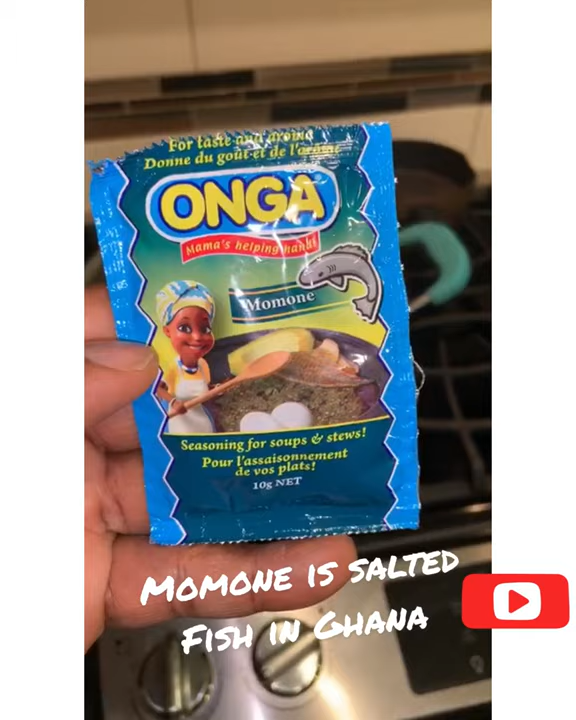 For taste and aroma
Donne du goût et de l'arôme
ONGA
Mama's helping hand!
Momone
Seasoning for soups & stews!
Pour l'assaisonnement
de vos plats!
10g NET
MOMONE IS SALTED
FISH IN GHANA